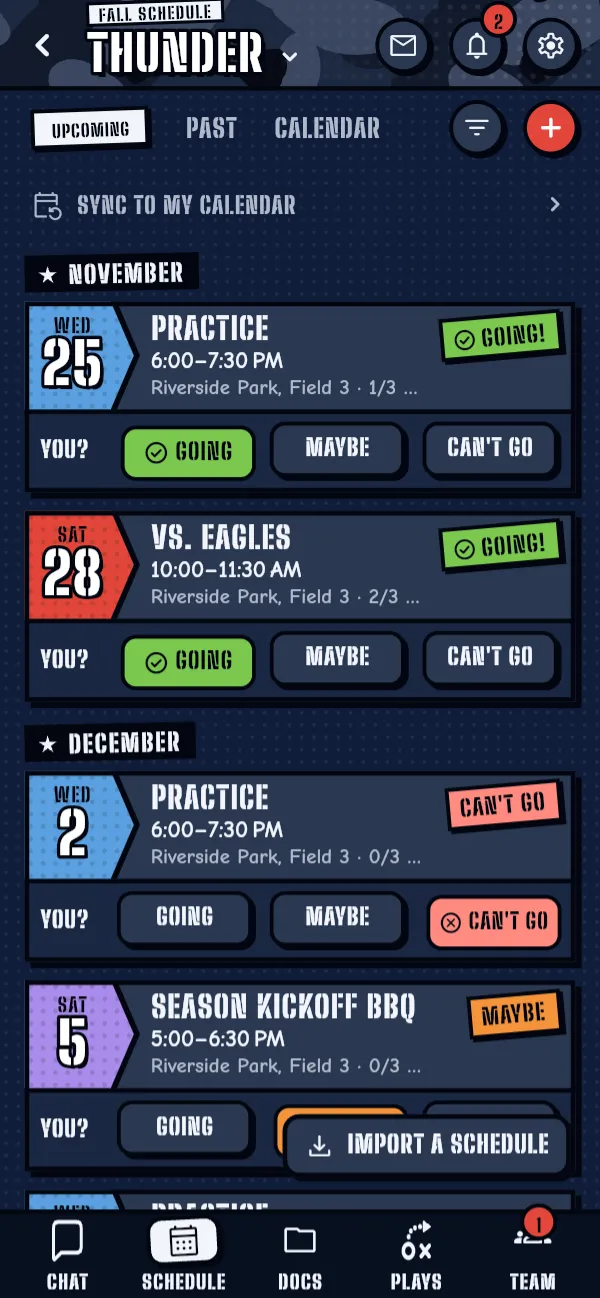 FALL SCHEDULE
THUNDER
2
UPCOMING PAST CALENDAR
SYNC TO MY CALENDAR
★ NOVEMBER
WED
25
PRACTICE
6:00–7:30 PM
Riverside Park, Field 3 · 1/3 ...
GOING!
YOU? GOING MAYBE CAN'T GO
SAT
28
VS. EAGLES
10:00–11:30 AM
Riverside Park, Field 3 · 2/3 ...
GOING!
YOU? GOING MAYBE CAN'T GO
★ DECEMBER
WED
2
PRACTICE
6:00–7:30 PM
Riverside Park, Field 3 · 0/3 ...
CAN'T GO
YOU? GOING MAYBE CAN'T GO
SAT
5
SEASON KICKOFF BBQ
5:00–6:30 PM
Riverside Park, Field 3 · 0/3 ...
MAYBE
YOU? GOING
IMPORT A SCHEDULE
WED
PRACTICE
1
CHAT SCHEDULE DOCS PLAYS TEAM